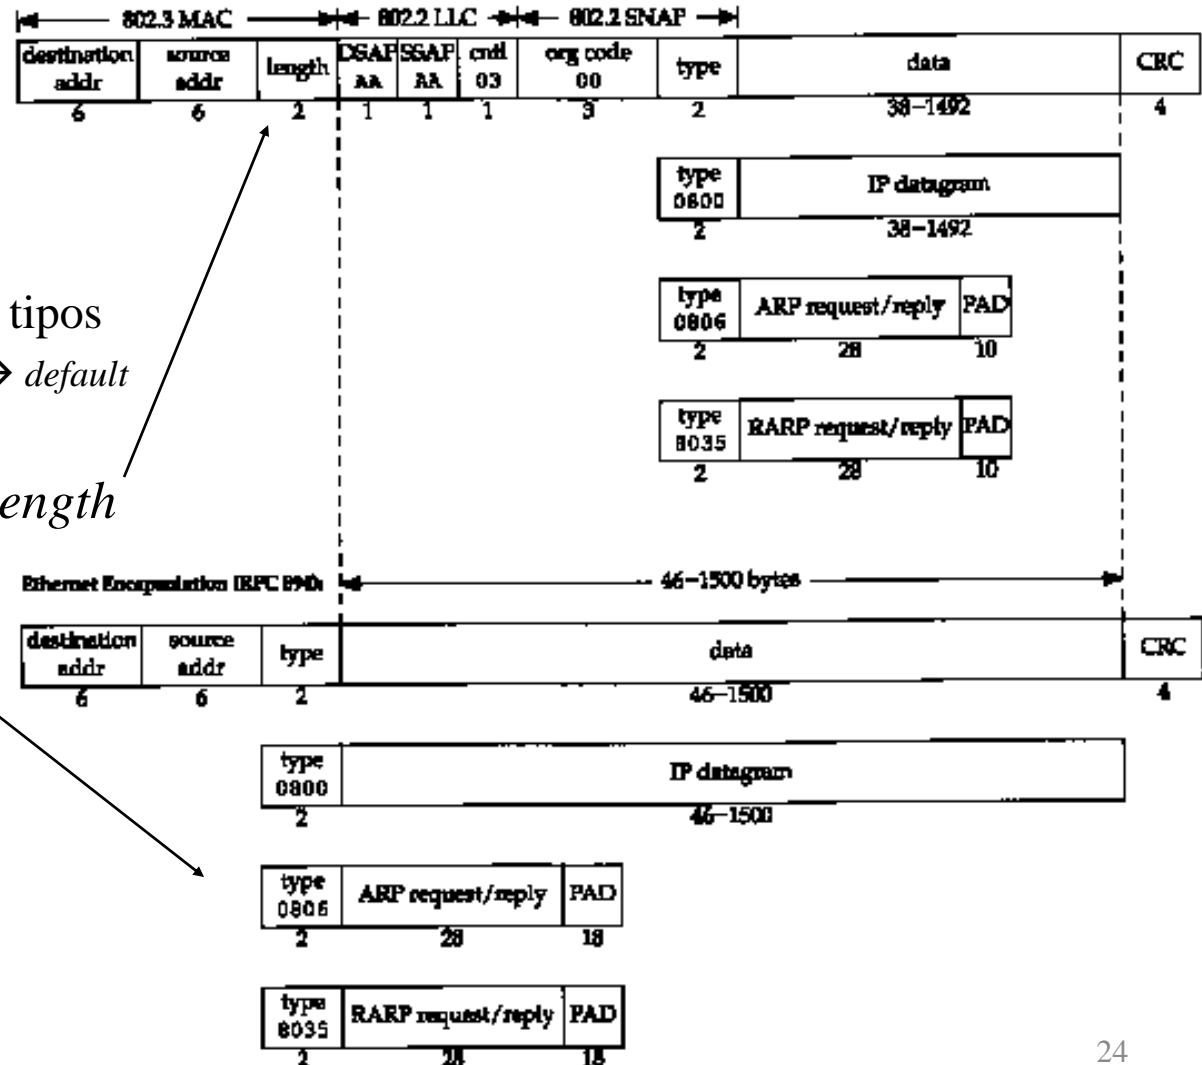 802.3 MAC 802.2 LLC 802.2 SNAP
destination addr source addr length DSAP AA SSAP AA cntl 03 org code 00 type data CRC
6 6 2 1 1 1 3 2 38-1492 4
type 0800 IP datagram
2 38-1492
type 0806 ARP request/reply PAD
2 28 10
tipos
→ default
type 8035 RARP request/reply PAD
2 28 10
ength
Ethernet Encapsulation (RFC 894): 46-1500 bytes
destination addr source addr type data CRC
6 6 2 46-1500 4
type 0800 IP datagram
2 46-1500
type 0806 ARP request/reply PAD
2 28 18
type 8035 RARP request/reply PAD
2 28 18
24